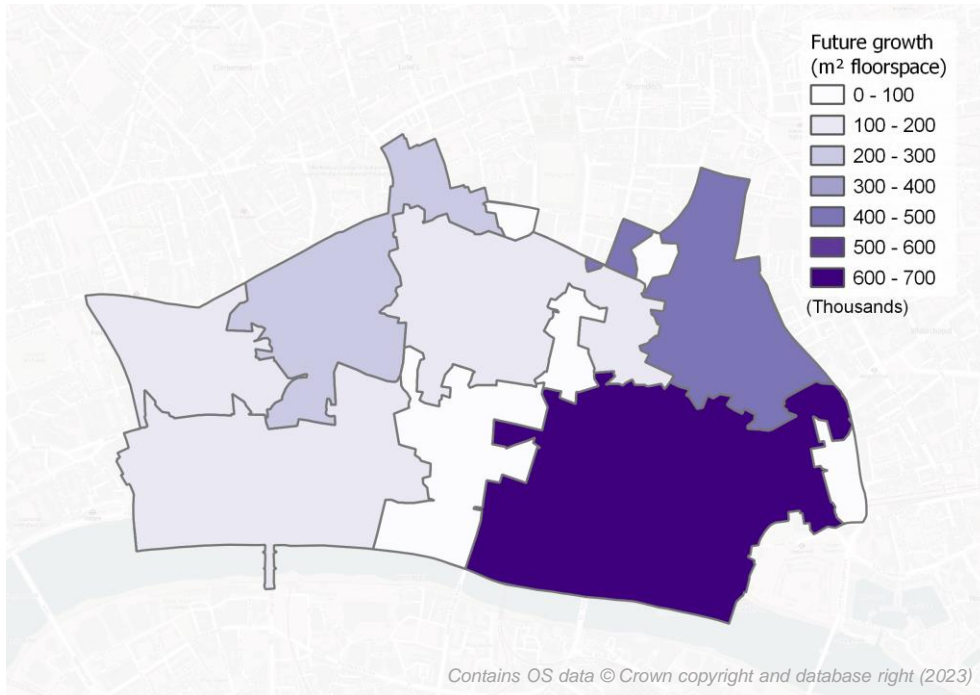 Future growth
(m² floorspace)
0 - 100
100 - 200
200 - 300
300 - 400
400 - 500
500 - 600
600 - 700
(Thousands)
Contains OS data © Crown copyright and database right (2023)